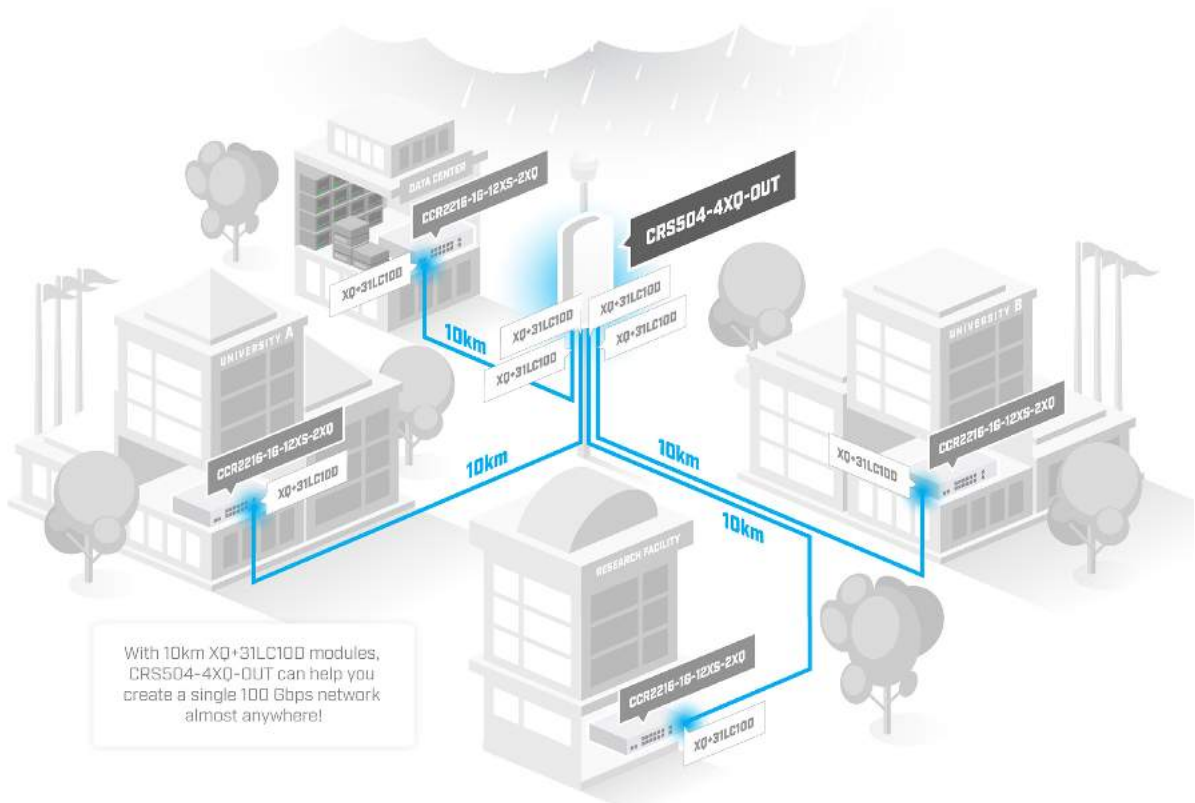 DATA CENTER
CCR2216-1G-12XS-2XQ
CRS504-4XQ-OUT
XQ+31LC10D
XQ+31LC10D
XQ+31LC10D
XQ+31LC10D
XQ+31LC10D
10km
UNIVERSITY A
CCR2216-1G-12XS-2XQ
XQ+31LC10D
10km
UNIVERSITY B
CCR2216-1G-12XS-2XQ
XQ+31LC10D
10km
10km
RESEARCH FACILITY
CCR2216-1G-12XS-2XQ
XQ+31LC10D
With 10km XQ+31LC10D modules,
CRS504-4XQ-OUT can help you
create a single 100 Gbps network
almost anywhere!